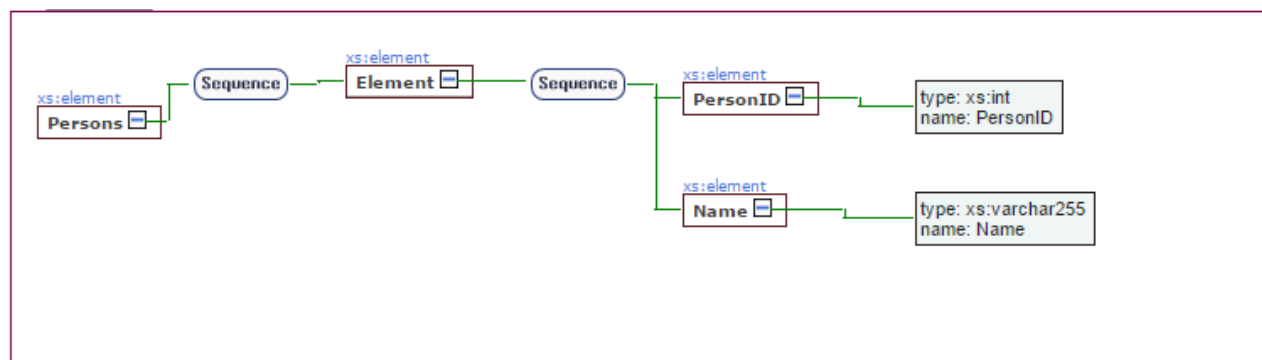 xs:element
Persons
Sequence
xs:element
Element
Sequence
xs:element
PersonID
type: xs:int
name: PersonID
xs:element
Name
type: xs:varchar255
name: Name